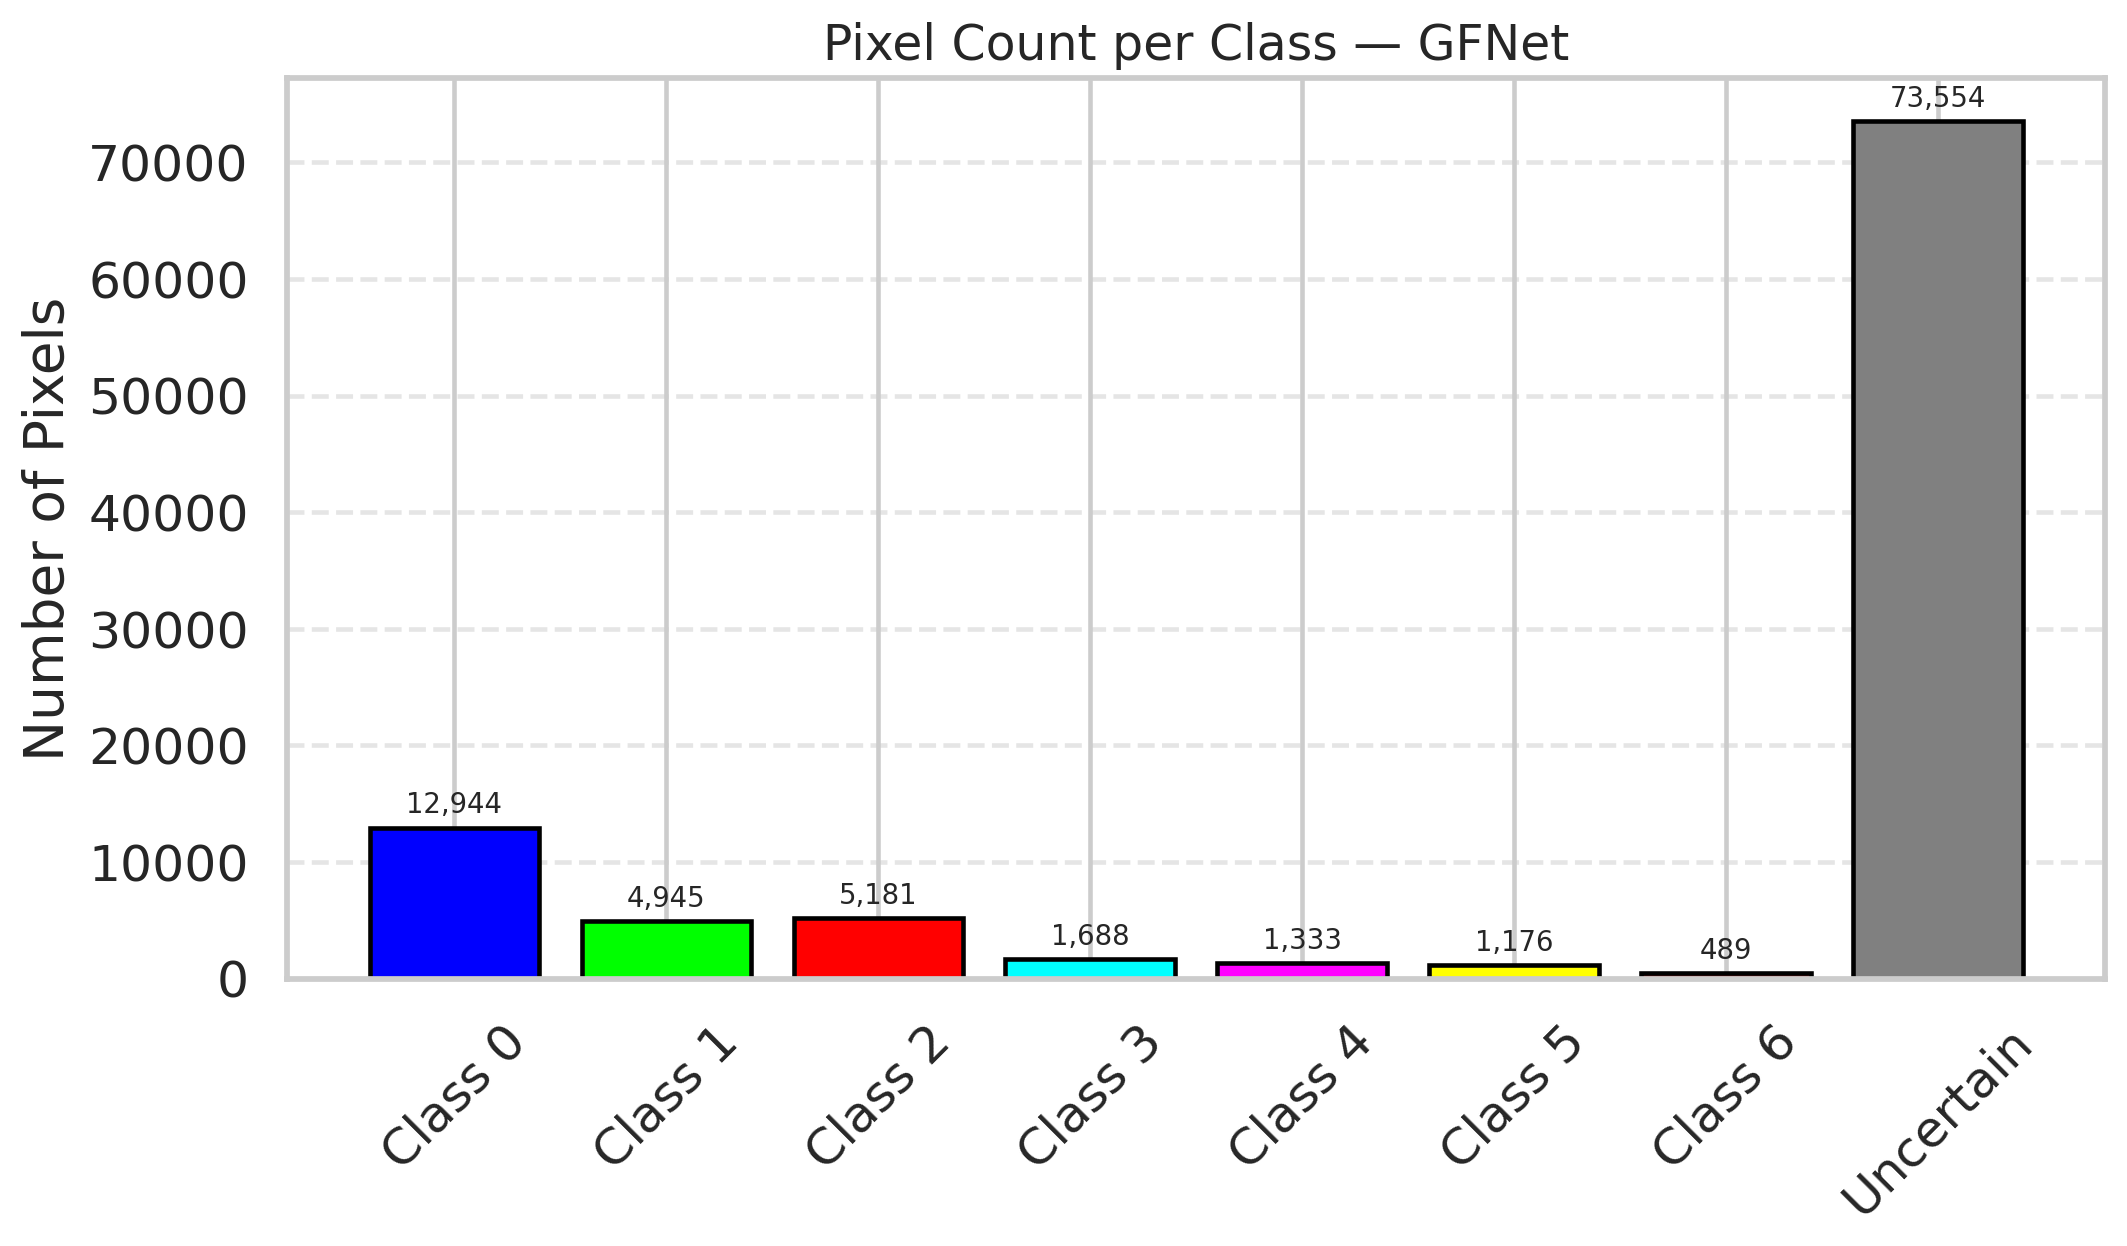 Pixel Count per Class — GFNet
Number of Pixels
70000
60000
50000
40000
30000
20000
10000
0
12,944
4,945
5,181
1,688
1,333
1,176
489
73,554
Class 0
Class 1
Class 2
Class 3
Class 4
Class 5
Class 6
Uncertain